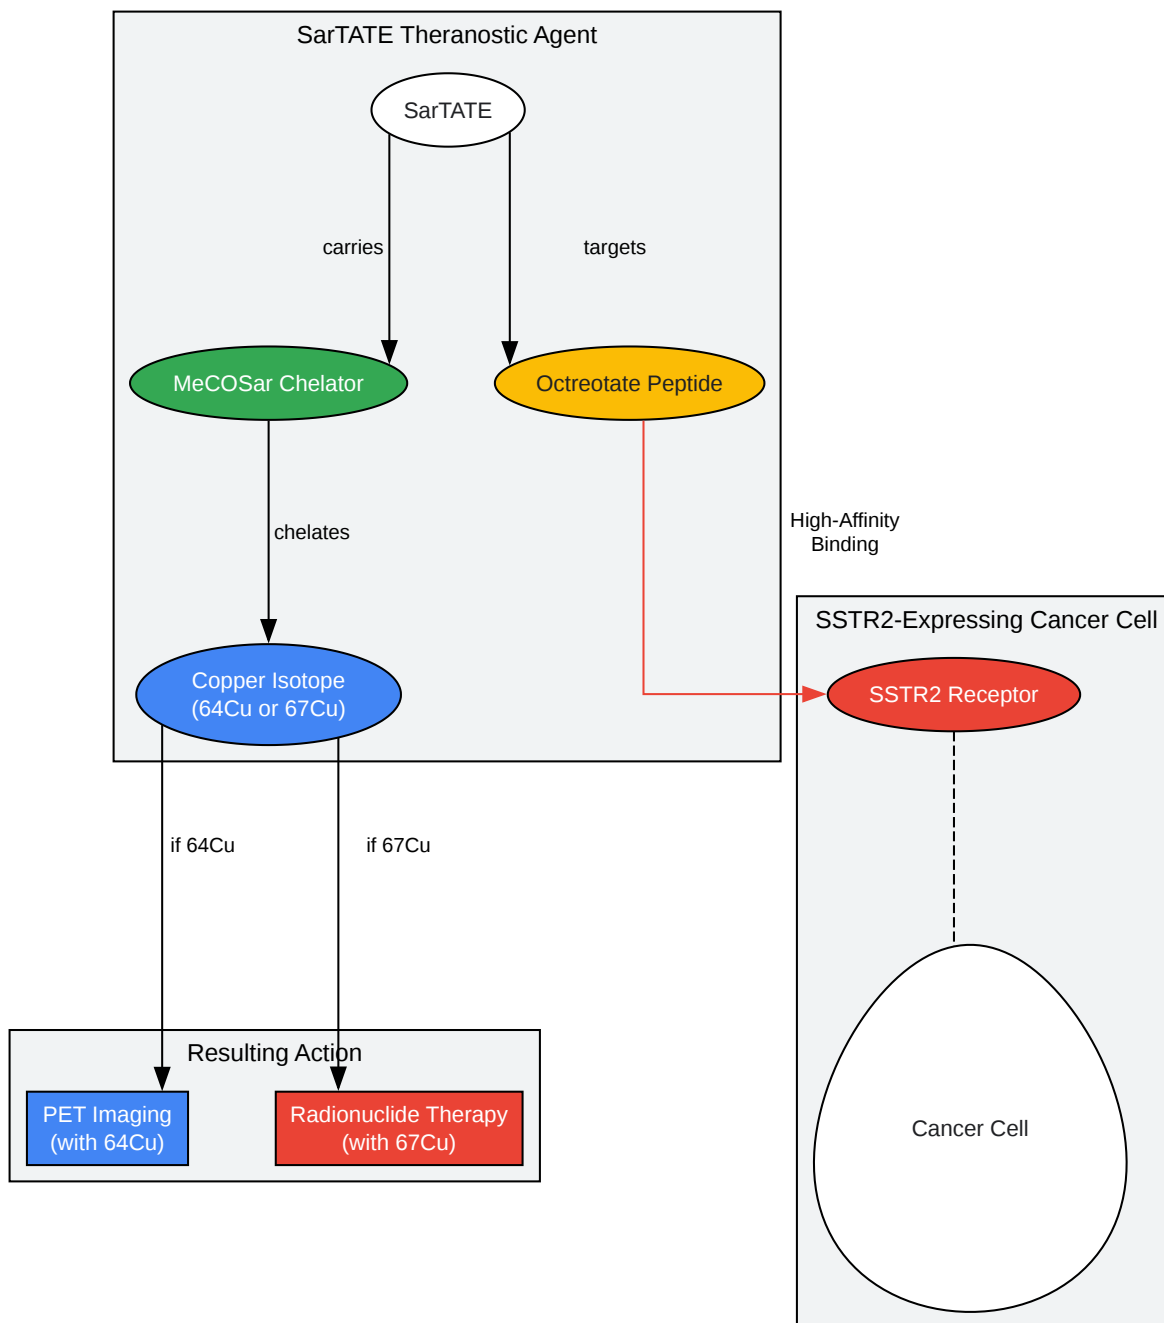 SarTATE Theranostic Agent
SarTATE
carries
targets
MeCOSar Chelator
Octreotate Peptide
chelates
High-Affinity
Binding
SSTR2-Expressing Cancer Cell
Copper Isotope
(64Cu or 67Cu)
SSTR2 Receptor
if 64Cu
if 67Cu
Resulting Action
PET Imaging
(with 64Cu)
Radionuclide Therapy
(with 67Cu)
Cancer Cell